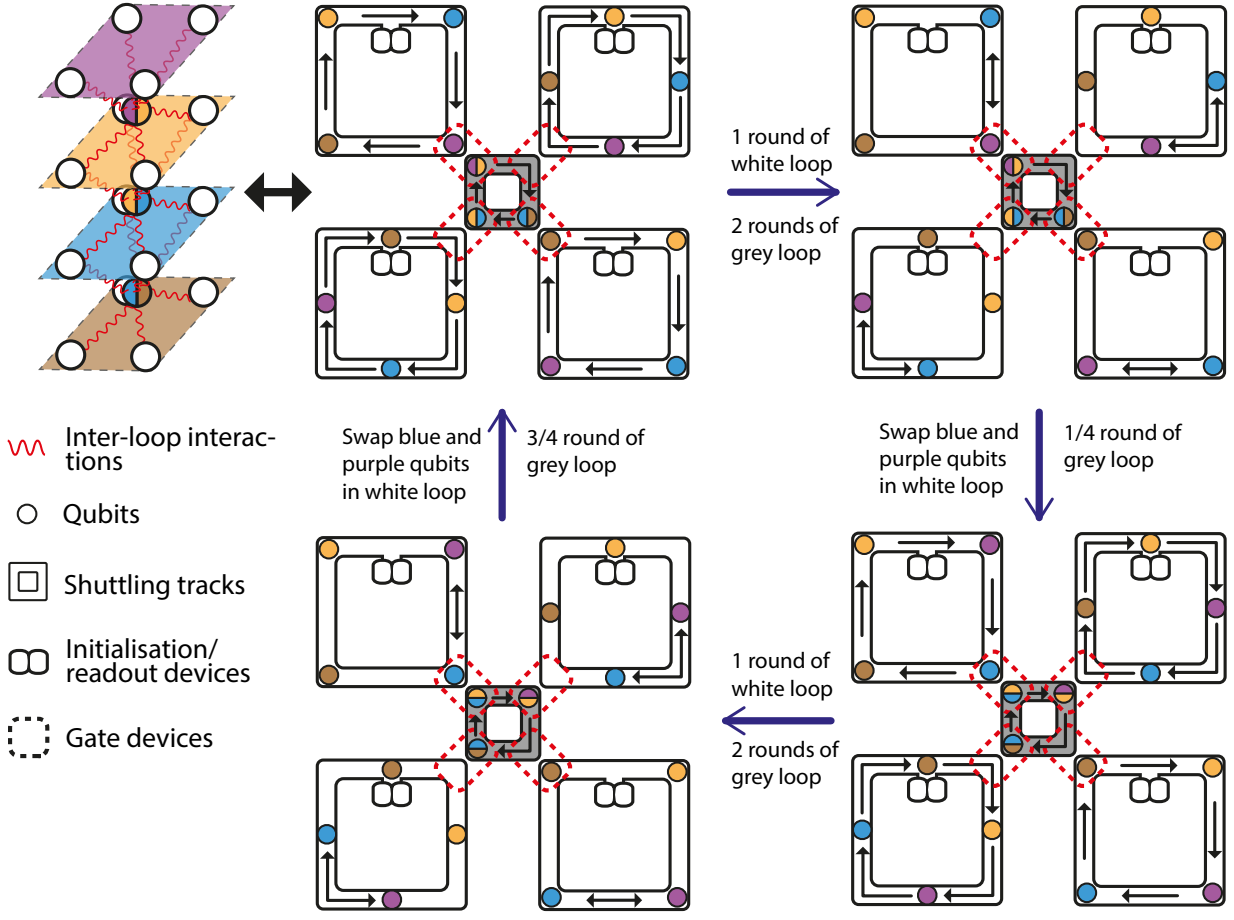 1 round of
white loop
2 rounds of
grey loop
Swap blue and
purple qubits
in white loop
3/4 round of
grey loop
Swap blue and
purple qubits
in white loop
1/4 round of
grey loop
Inter-loop interac-
tions
Qubits
Shuttling tracks
Initialisation/
readout devices
Gate devices
1 round of
white loop
2 rounds of
grey loop